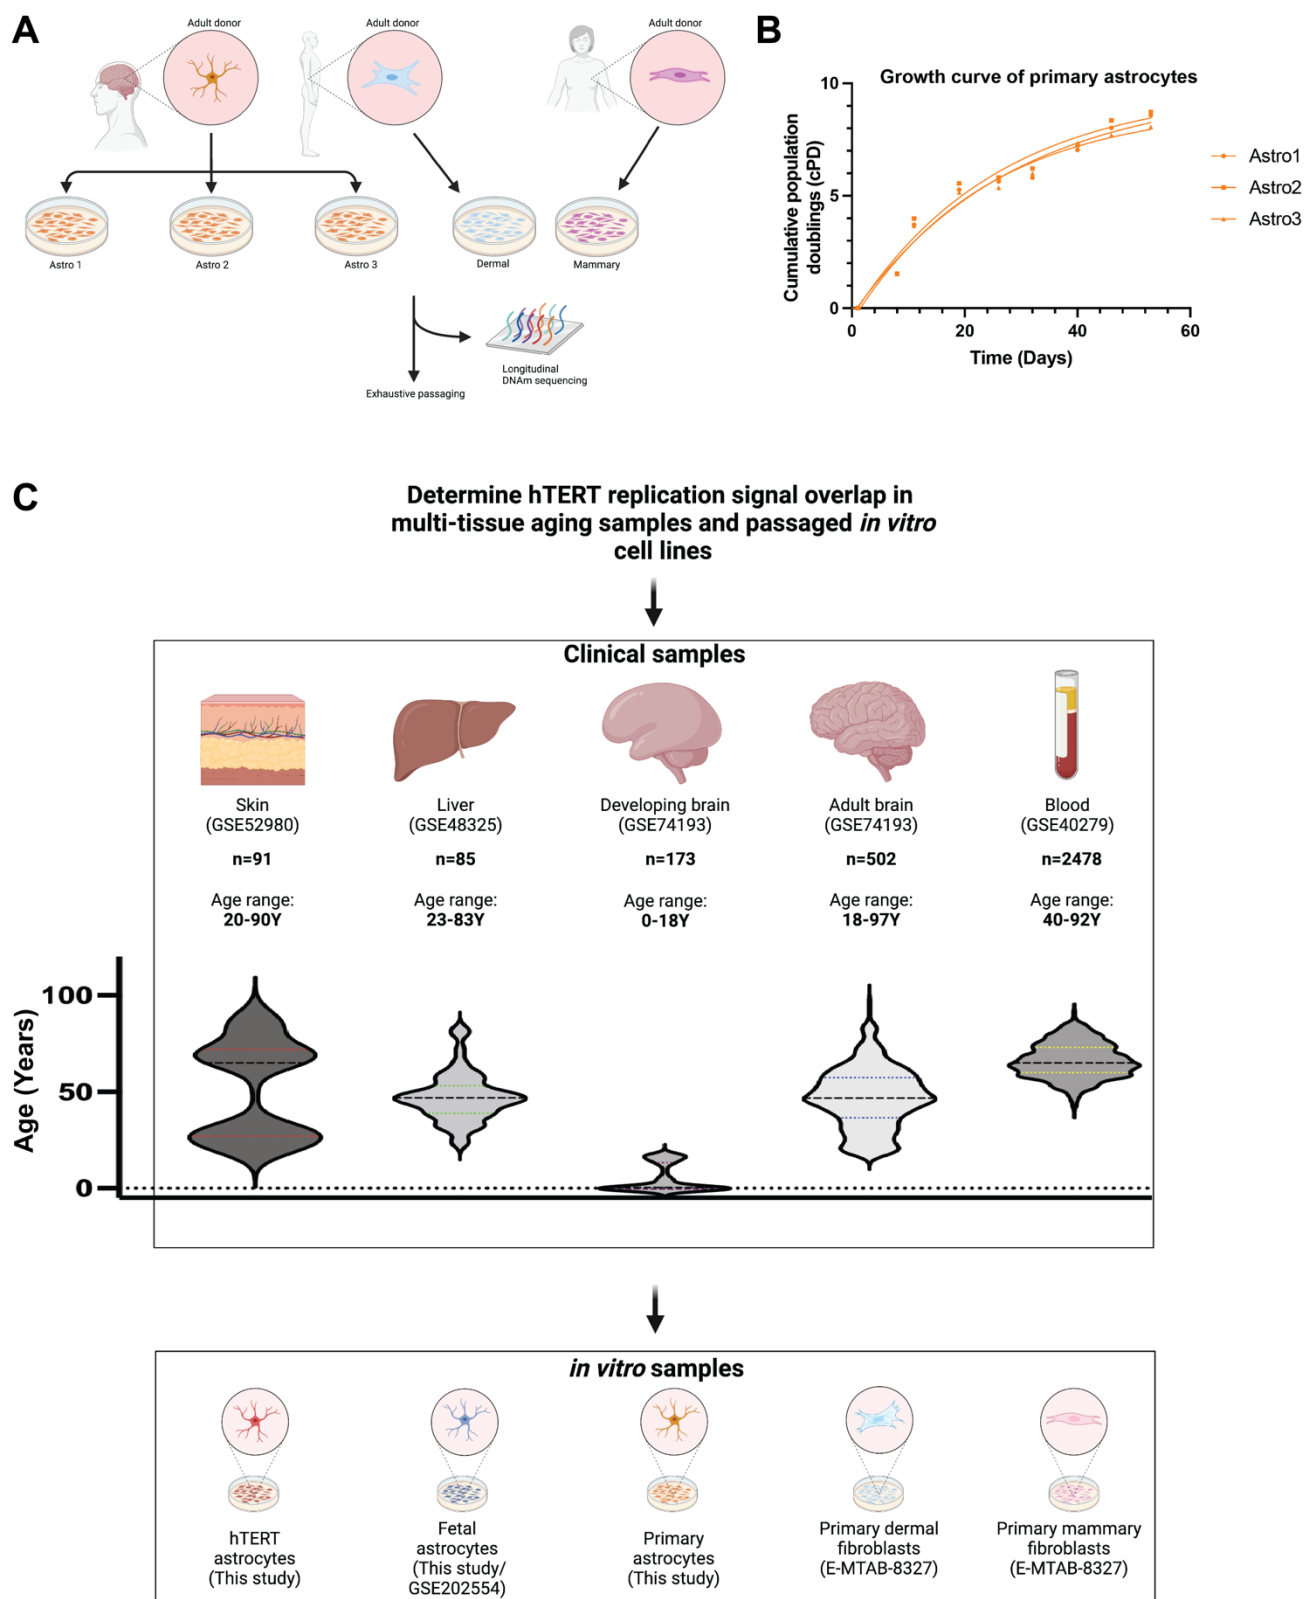 A
Adult donor
Adult donor
Adult donor
Astro 1
Astro 2
Astro 3
Dermal
Mammary
Longitudinal
DNAm sequencing
Exhaustive passaging
B
Growth curve of primary astrocytes
Cumulative population
doublings (cPD)
10
5
0
0
20
40
60
Time (Days)
Astro1
Astro2
Astro3
C
Determine hTERT replication signal overlap in
multi-tissue aging samples and passaged in vitro
cell lines
Clinical samples
Skin
(GSE52980)
n=91
Age range:
20-90Y
Liver
(GSE48325)
n=85
Age range:
23-83Y
Developing brain
(GSE74193)
n=173
Age range:
0-18Y
Adult brain
(GSE74193)
n=502
Age range:
18-97Y
Blood
(GSE40279)
n=2478
Age range:
40-92Y
Age (Years)
100
50
0
in vitro samples
hTERT
astrocytes
(This study)
Fetal
astrocytes
(This study/
GSE202554)
Primary
astrocytes
(This study)
Primary dermal
fibroblasts
(E-MTAB-8327)
Primary mammary
fibroblasts
(E-MTAB-8327)